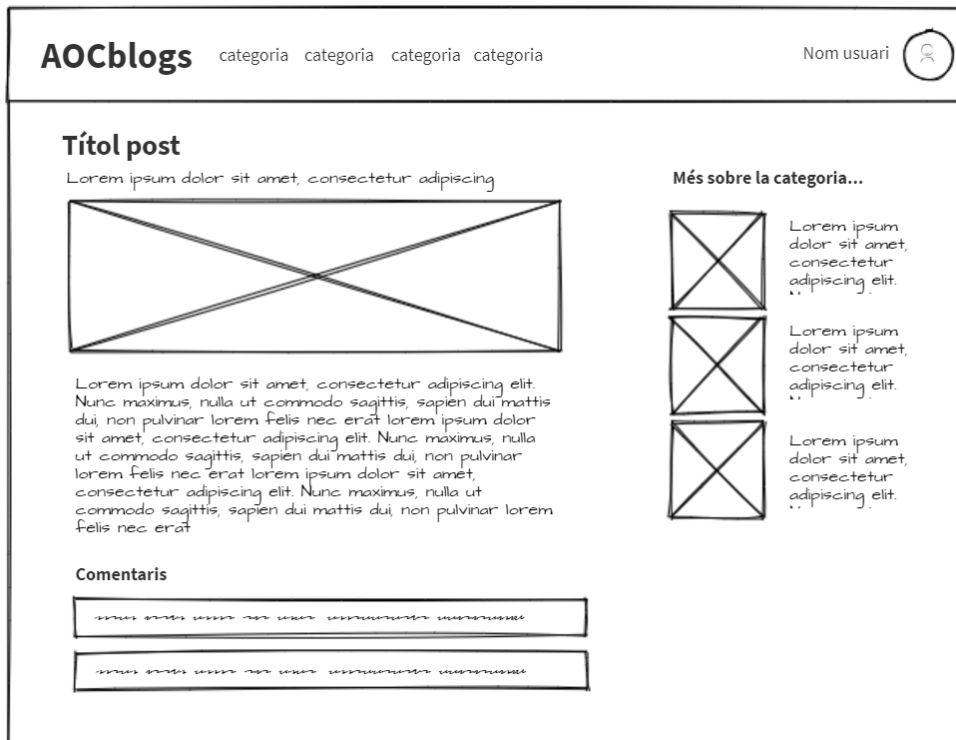 AOCblogs categoria categoria categoria categoria Nom usuari
Títol post
Lorem ipsum dolor sit amet, consectetur adipiscing
Lorem ipsum dolor sit amet, consectetur adipiscing elit.
Nunc maximus, nulla ut commodo sagittis, sapien dui mattis
dui, non pulvinar lorem felis nec erat lorem ipsum dolor
sit amet, consectetur adipiscing elit. Nunc maximus, nulla
ut commodo sagittis, sapien dui mattis dui, non pulvinar
lorem felis nec erat lorem ipsum dolor sit amet,
consectetur adipiscing elit. Nunc maximus, nulla ut
commodo sagittis, sapien dui mattis dui, non pulvinar lorem
felis nec erat
Comentaris
Més sobre la categoria...
Lorem ipsum
dolor sit amet,
consectetur
adipiscing elit.
Lorem ipsum
dolor sit amet,
consectetur
adipiscing elit.
Lorem ipsum
dolor sit amet,
consectetur
adipiscing elit.